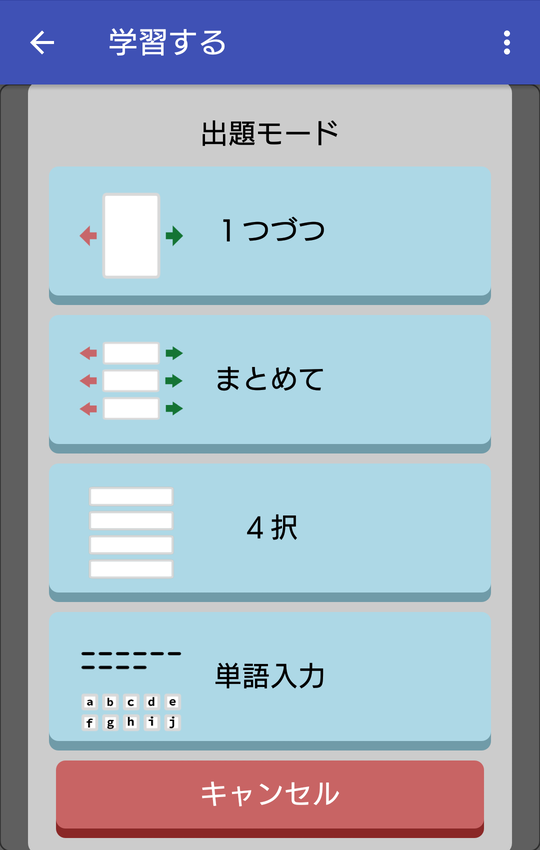 学習する
出題モード
１つづつ
まとめて
４択
単語入力
a b c d e
f g h i j
キャンセル